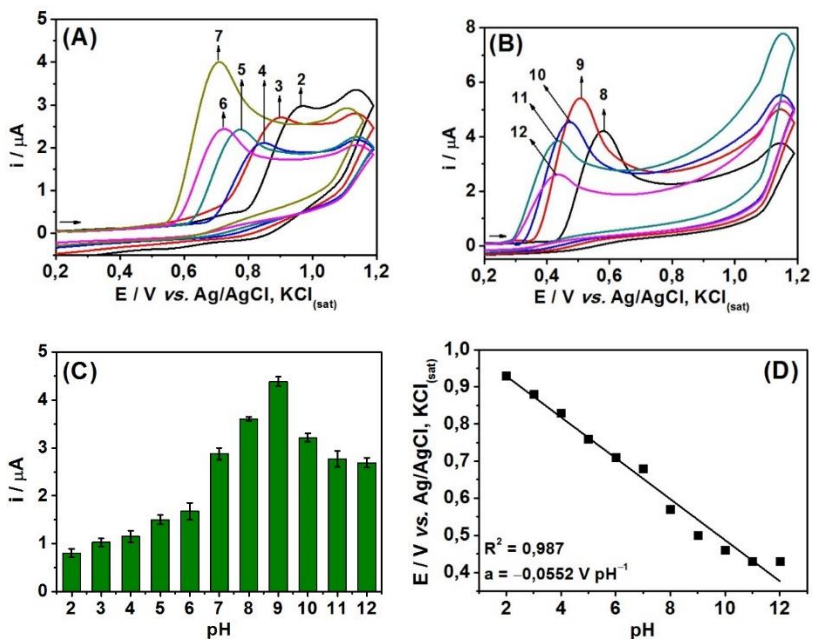 (A)
5
4
3
2
1
0
i / μA
7
6
5
4
3
2
0,2
0,4
0,6
0,8
1,0
1,2
E / V vs. Ag/AgCl, KCl(sat)
(B)
8
6
4
2
0
i / μA
12
11
10
9
8
0,2
0,4
0,6
0,8
1,0
1,2
E / V vs. Ag/AgCl, KCl(sat)
(C)
5
4
3
2
1
0
i / μA
2 3 4 5 6 7 8 9 10 11 12
pH
(D)
1,0
0,9
0,8
0,7
0,6
0,5
0,4
E / V vs. Ag/AgCl, KCl(sat)
R² = 0,987
a = −0,0552 V pH⁻¹
2 4 6 8 10 12
pH